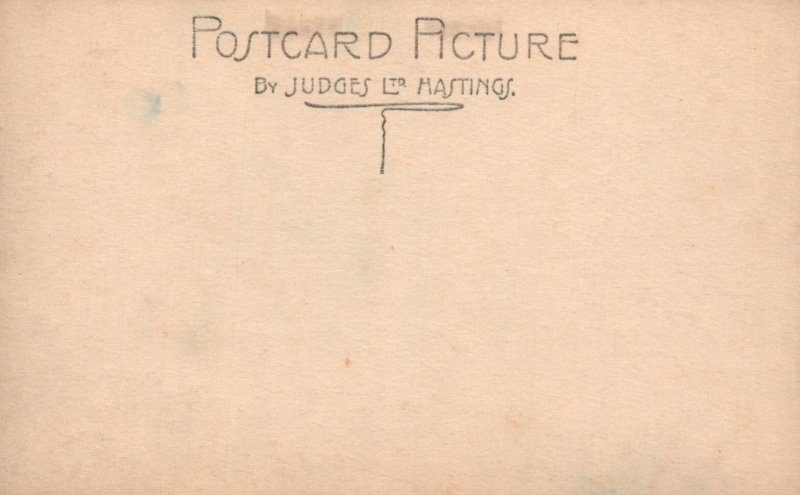 POSTCARD PICTURE
BY JUDGES LTD HASTINGS.